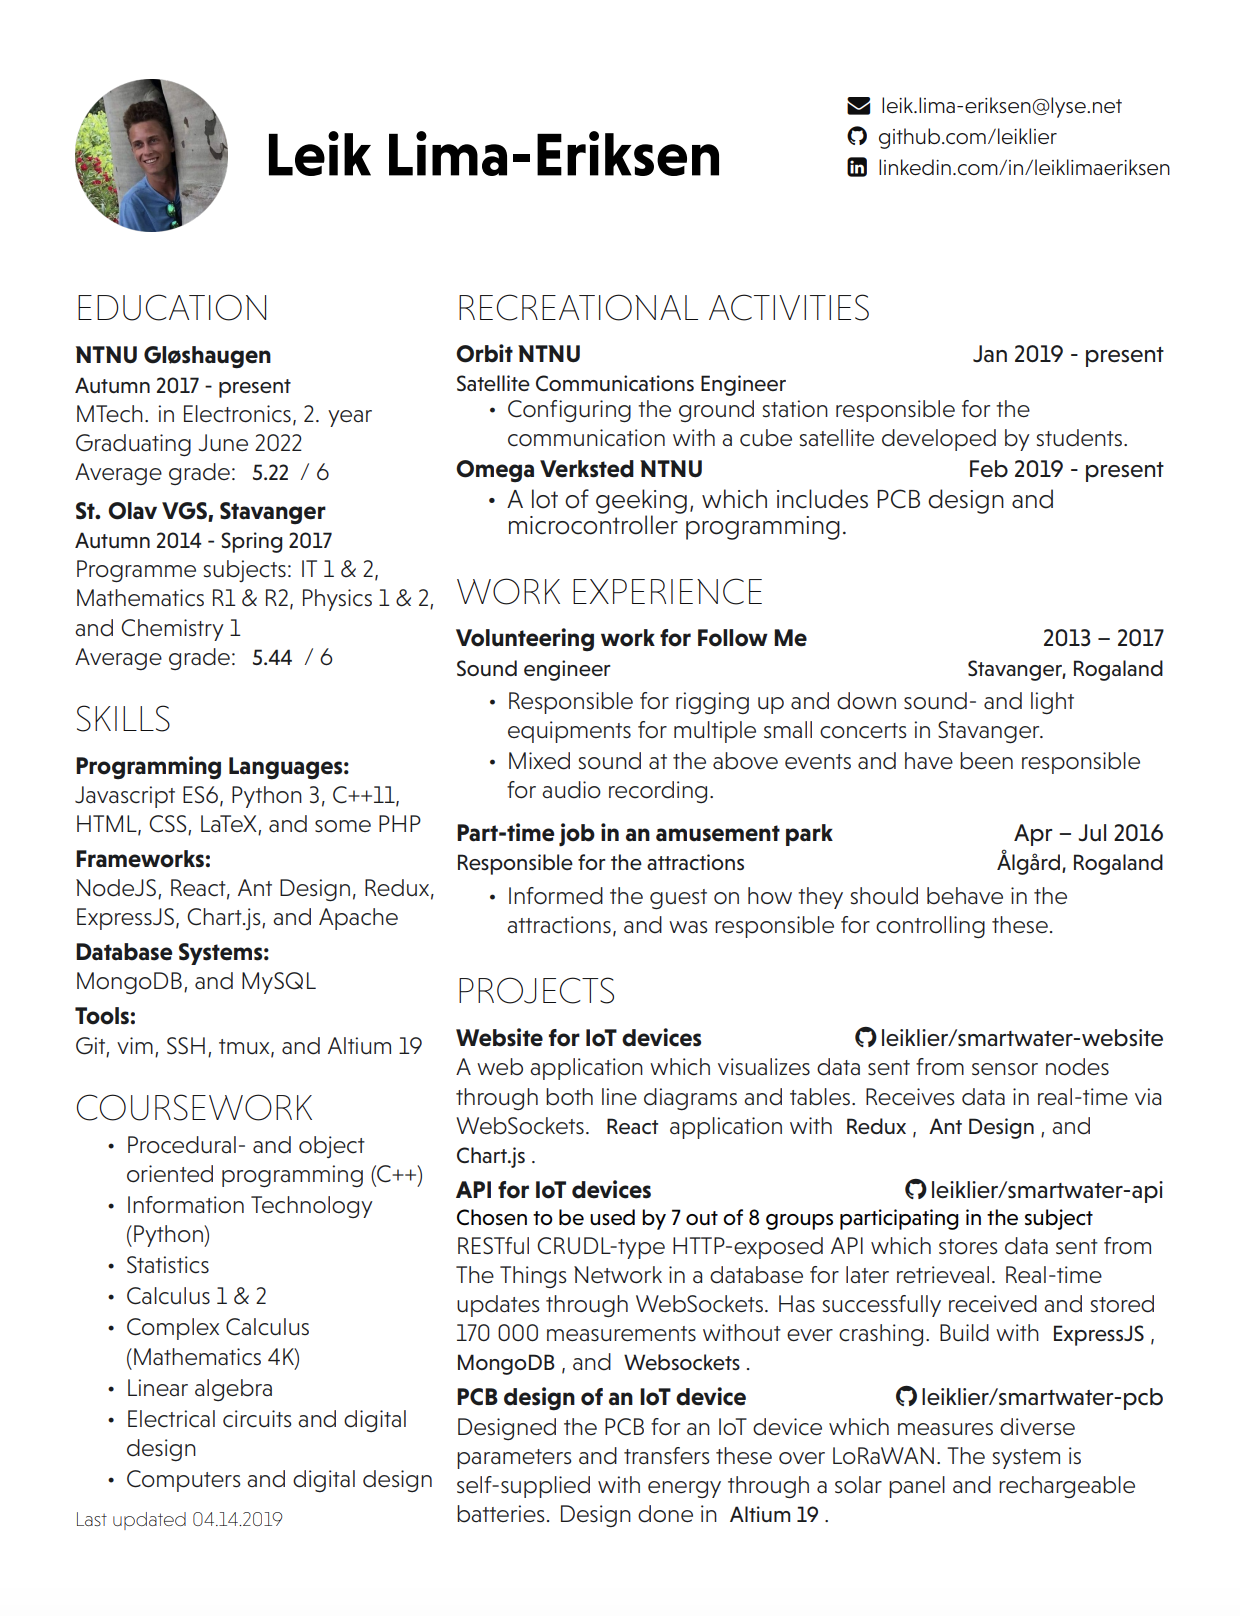 Leik Lima-Eriksen
leik.lima-eriksen@lyse.net
github.com/leiklier
linkedin.com/in/leiklimaeriksen
EDUCATION
NTNU Gløshaugen
Autumn 2017 - present
MTech. in Electronics, 2. year
Graduating June 2022
Average grade: 5.22 / 6
St. Olav VGS, Stavanger
Autumn 2014 - Spring 2017
Programme subjects: IT 1 & 2,
Mathematics R1 & R2, Physics 1 & 2,
and Chemistry 1
Average grade: 5.44 / 6
SKILLS
Programming Languages:
Javascript ES6, Python 3, C++11,
HTML, CSS, LaTeX, and some PHP
Frameworks:
NodeJS, React, Ant Design, Redux,
ExpressJS, Chart.js, and Apache
Database Systems:
MongoDB, and MySQL
Tools:
Git, vim, SSH, tmux, and Altium 19
COURSEWORK
• Procedural- and object
oriented programming (C++)
• Information Technology
(Python)
• Statistics
• Calculus 1 & 2
• Complex Calculus
(Mathematics 4K)
• Linear algebra
• Electrical circuits and digital
design
• Computers and digital design
Last updated 04.14.2019
RECREATIONAL ACTIVITIES
Orbit NTNU Jan 2019 - present
Satellite Communications Engineer
• Configuring the ground station responsible for the
communication with a cube satellite developed by students.
Omega Verksted NTNU Feb 2019 - present
• A lot of geeking, which includes PCB design and
microcontroller programming.
WORK EXPERIENCE
Volunteering work for Follow Me 2013 – 2017
Sound engineer Stavanger, Rogaland
• Responsible for rigging up and down sound- and light
equipments for multiple small concerts in Stavanger.
• Mixed sound at the above events and have been responsible
for audio recording.
Part-time job in an amusement park Apr – Jul 2016
Responsible for the attractions Ålgård, Rogaland
• Informed the guest on how they should behave in the
attractions, and was responsible for controlling these.
PROJECTS
Website for IoT devices leiklier/smartwater-website
A web application which visualizes data sent from sensor nodes
through both line diagrams and tables. Receives data in real-time via
WebSockets. React application with Redux , Ant Design , and
Chart.js .
API for IoT devices leiklier/smartwater-api
Chosen to be used by 7 out of 8 groups participating in the subject
RESTful CRUDL-type HTTP-exposed API which stores data sent from
The Things Network in a database for later retrieveal. Real-time
updates through WebSockets. Has successfully received and stored
170 000 measurements without ever crashing. Build with ExpressJS ,
MongoDB , and Websockets .
PCB design of an IoT device leiklier/smartwater-pcb
Designed the PCB for an IoT device which measures diverse
parameters and transfers these over LoRaWAN. The system is
self-supplied with energy through a solar panel and rechargeable
batteries. Design done in Altium 19 .